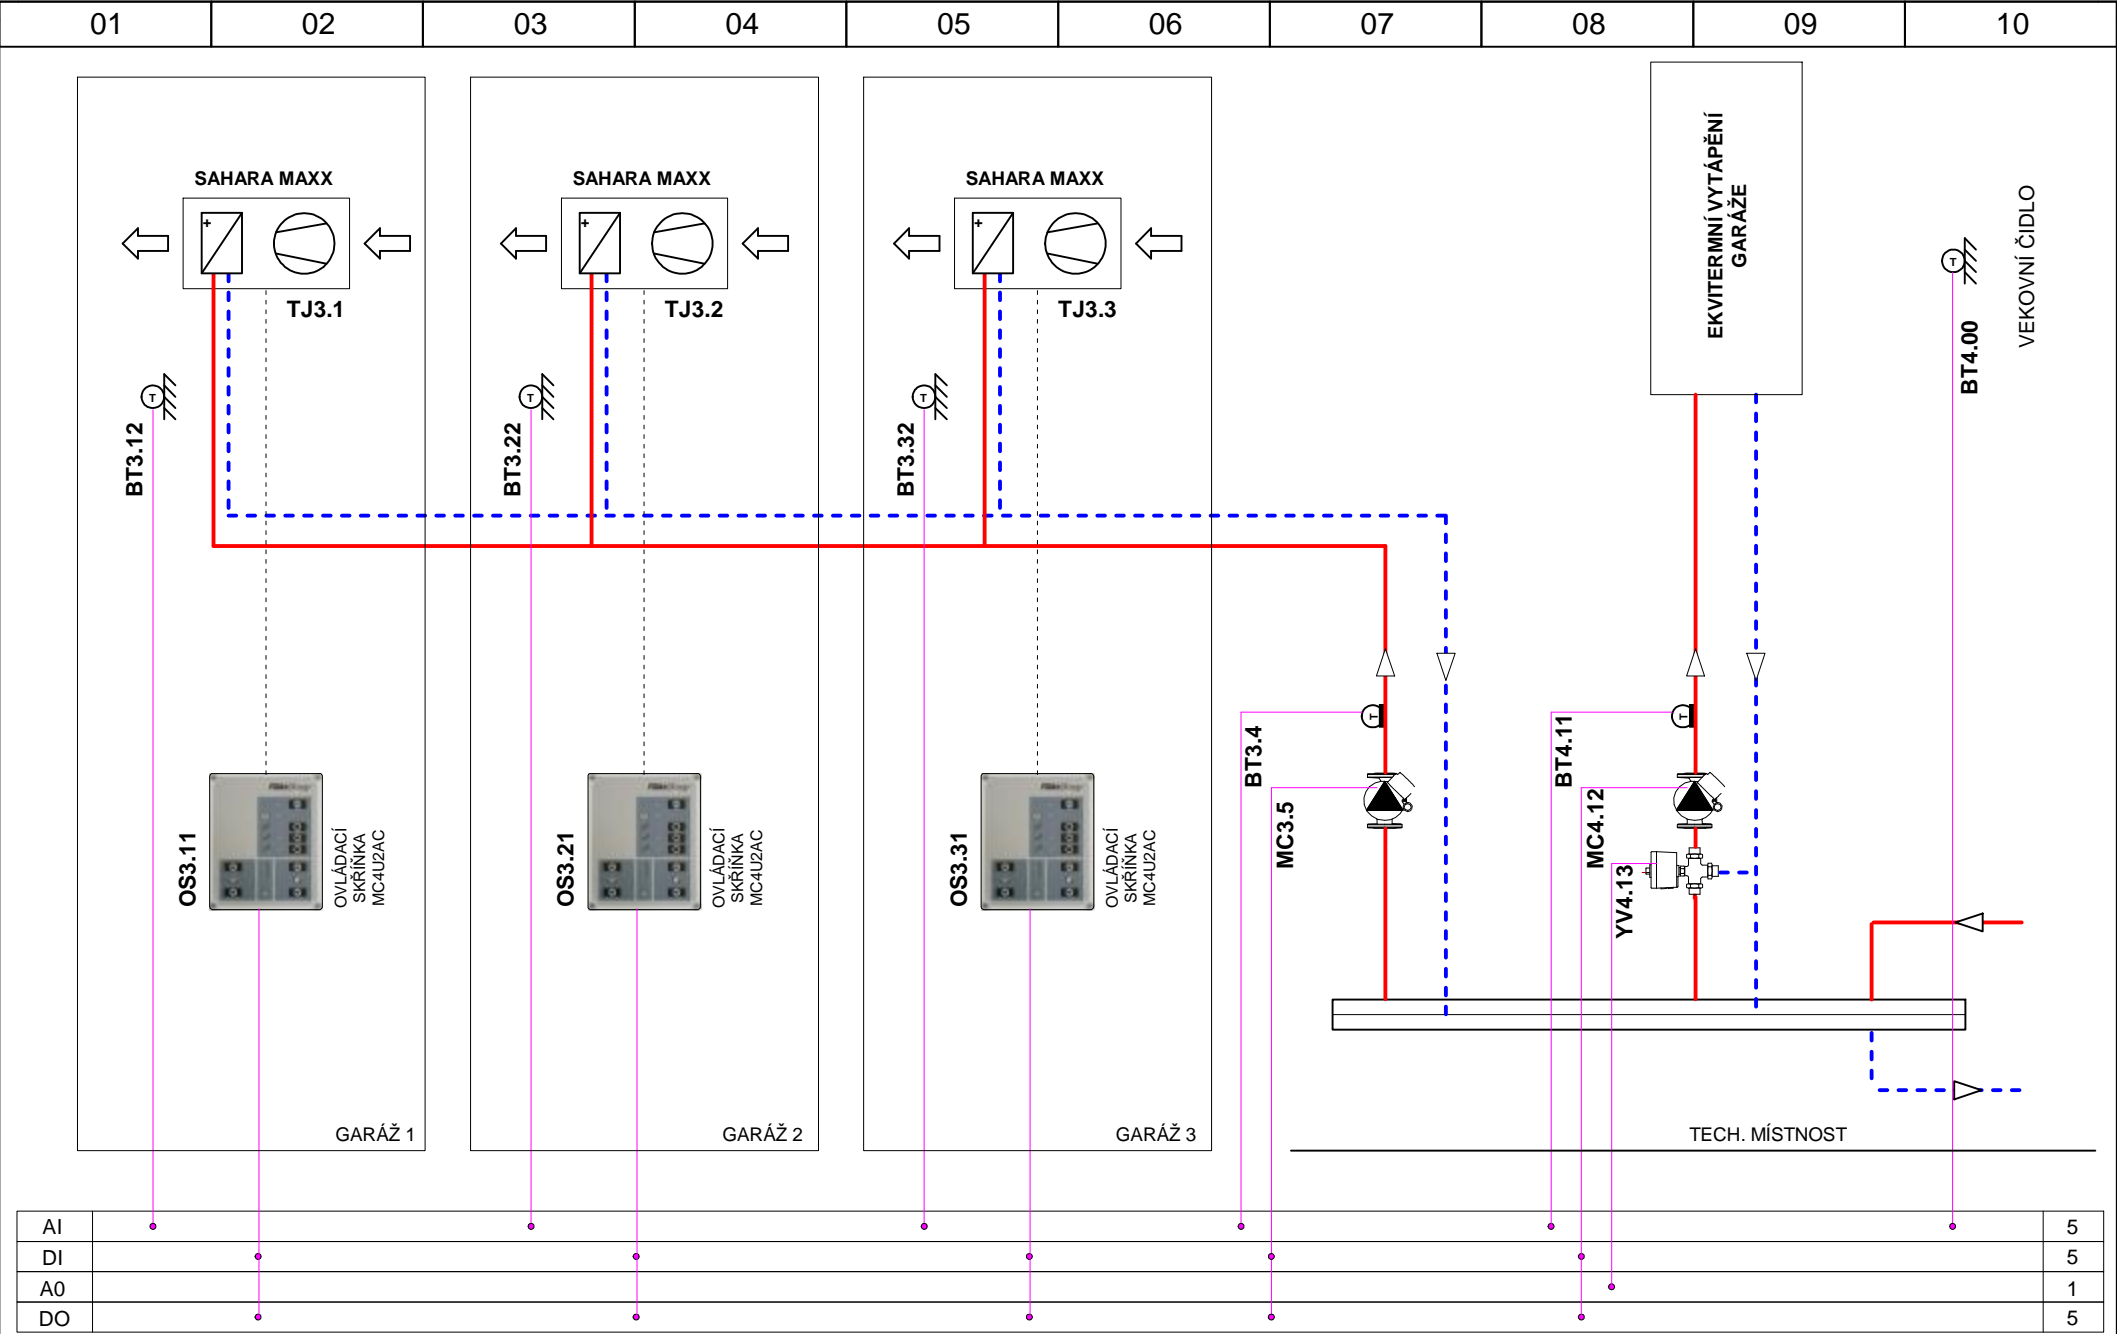 01 02 03 04 05 06 07 08 09 10
SAHARA MAXX
TJ3.1
BT3.12
OS3.11
OVLÁDACÍ
SKŘÍŇKA
MC4U2AC
GARÁŽ 1
SAHARA MAXX
TJ3.2
BT3.22
OS3.21
OVLÁDACÍ
SKŘÍŇKA
MC4U2AC
GARÁŽ 2
SAHARA MAXX
TJ3.3
BT3.32
OS3.31
OVLÁDACÍ
SKŘÍŇKA
MC4U2AC
GARÁŽ 3
BT3.4
MC3.5
EKVITERMNÍ VYTÁPĚNÍ
GARÁŽE
BT4.11
MC4.12
YV4.13
BT4.00
VEKOVNÍ ČIDLO
T
T
T
T
T
T
+
+
+
TECH. MÍSTNOST
AI 5
DI 5
A0 1
DO 5